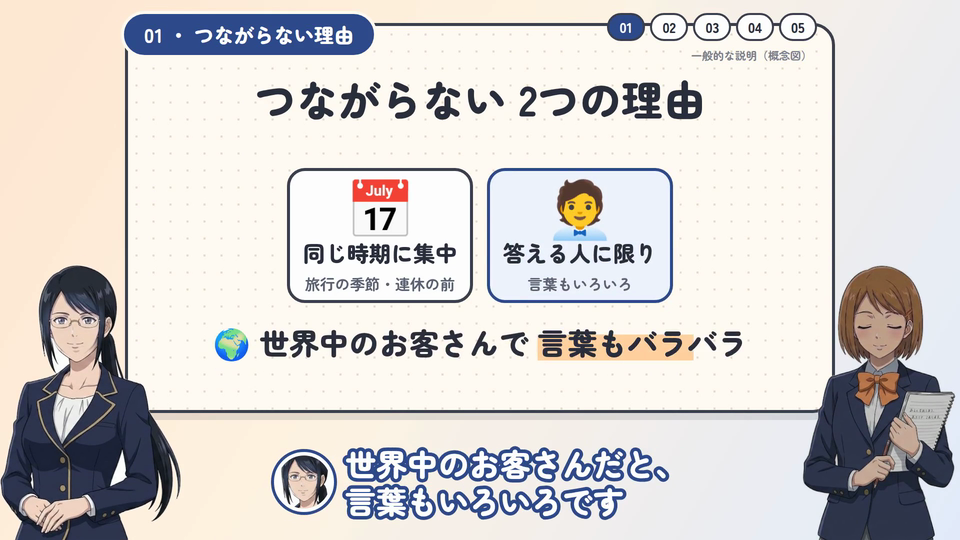 01 ・ つながらない理由
01 02 03 04 05
一般的な説明（概念図）
つながらない 2つの理由
July
17
同じ時期に集中
旅行の季節・連休の前
答える人に限り
言葉もいろいろ
世界中のお客さんで 言葉もバラバラ
世界中のお客さんだと、
言葉もいろいろです